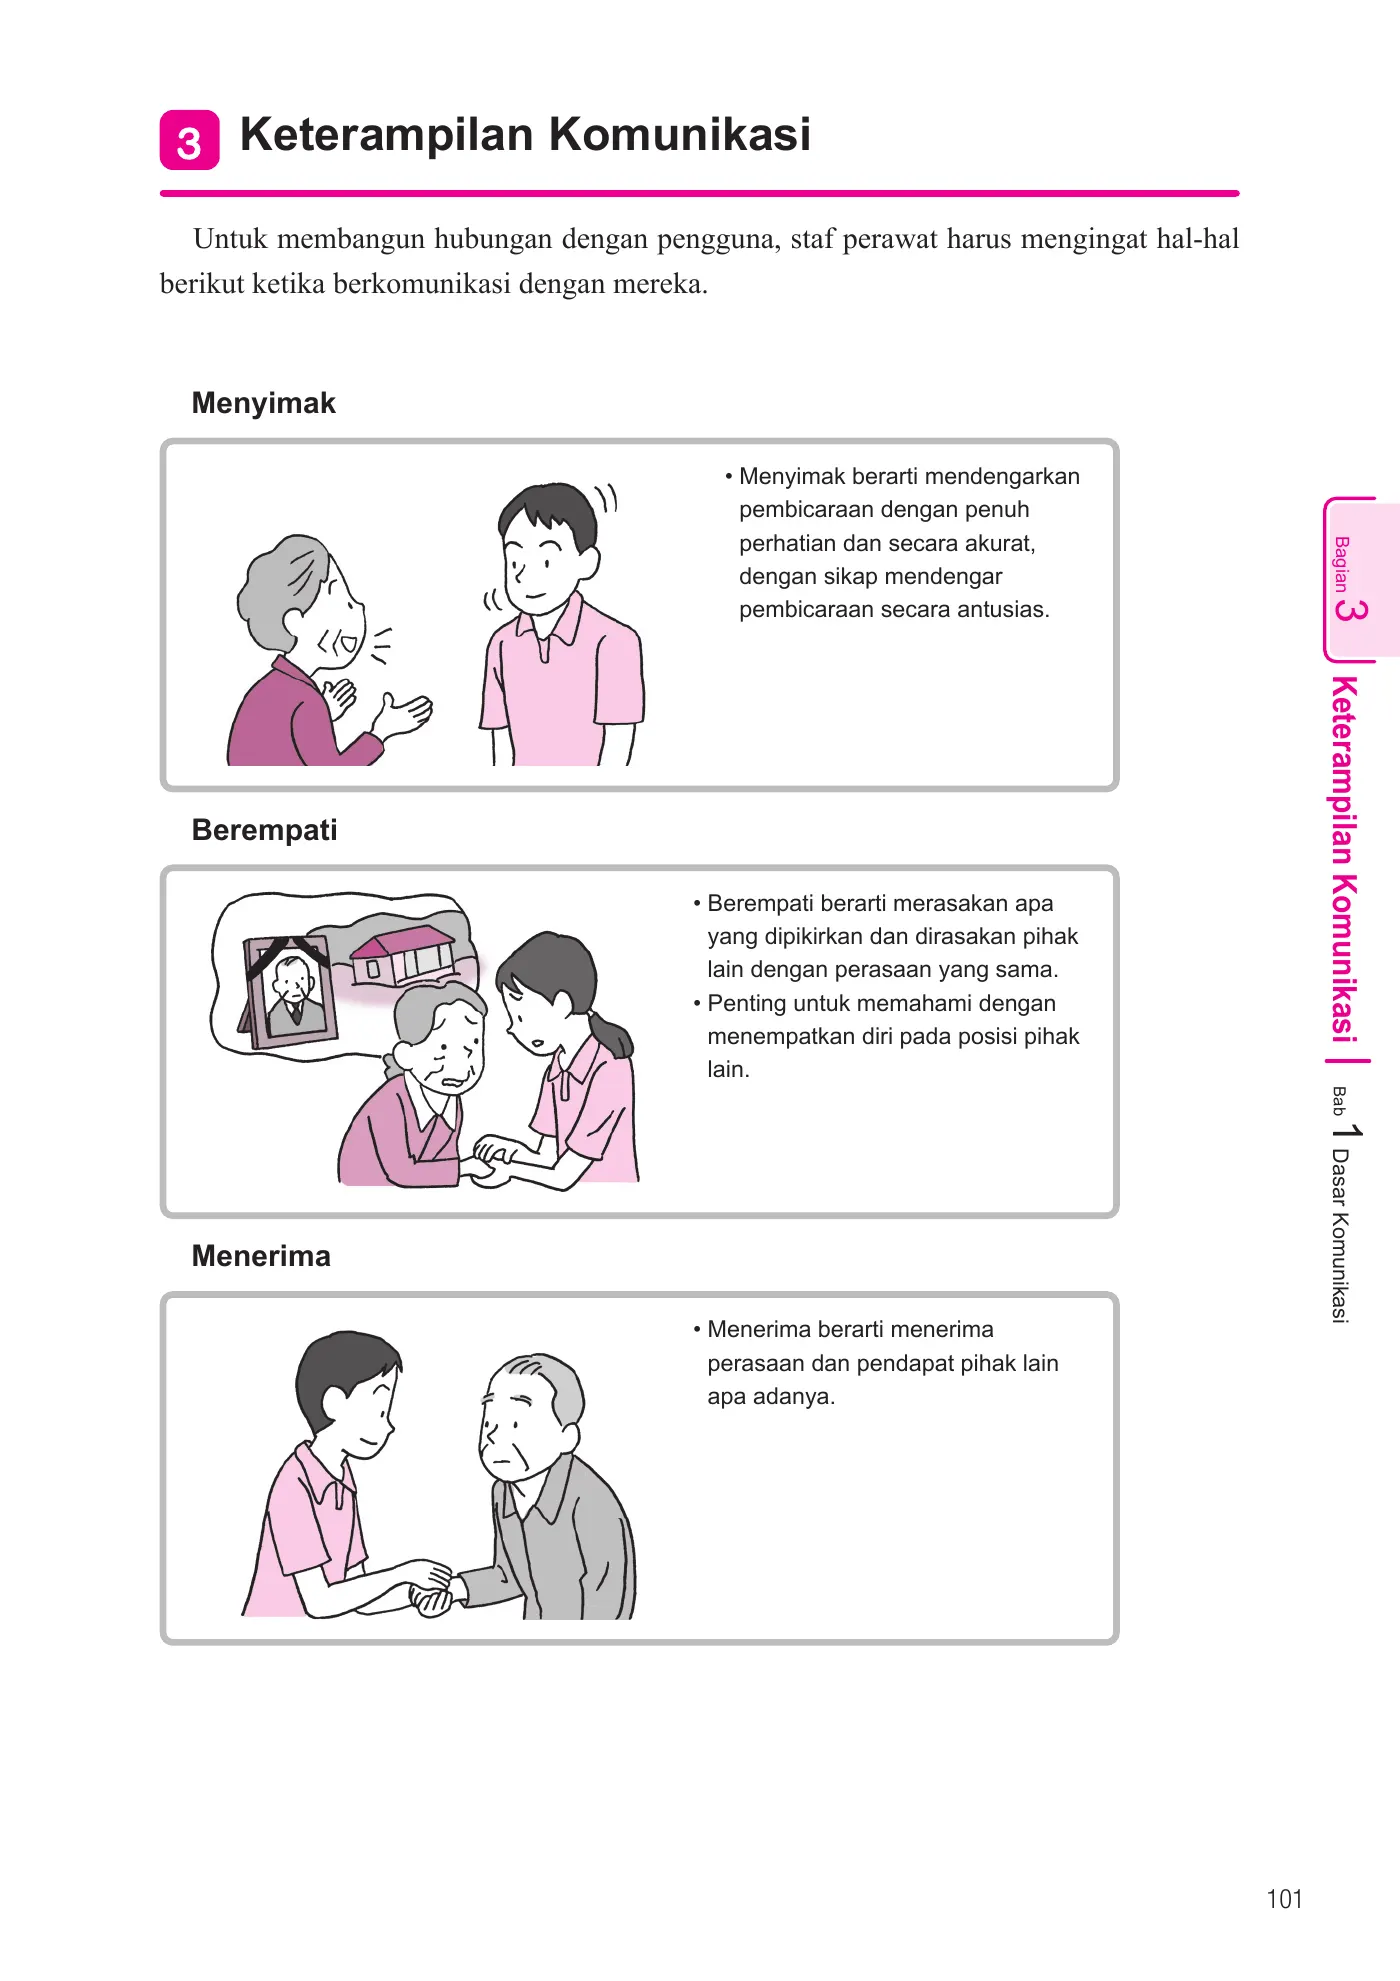 3 Keterampilan Komunikasi
Untuk membangun hubungan dengan pengguna, staf perawat harus mengingat hal-hal
berikut ketika berkomunikasi dengan mereka.
Menyimak
• Menyimak berarti mendengarkan
pembicaraan dengan penuh
perhatian dan secara akurat,
dengan sikap mendengar
pembicaraan secara antusias.
Berempati
• Berempati berarti merasakan apa
yang dipikirkan dan dirasakan pihak
lain dengan perasaan yang sama.
• Penting untuk memahami dengan
menempatkan diri pada posisi pihak
lain.
Menerima
• Menerima berarti menerima
perasaan dan pendapat pihak lain
apa adanya.
Bagian 3 Keterampilan Komunikasi Bab 1 Dasar Komunikasi
101